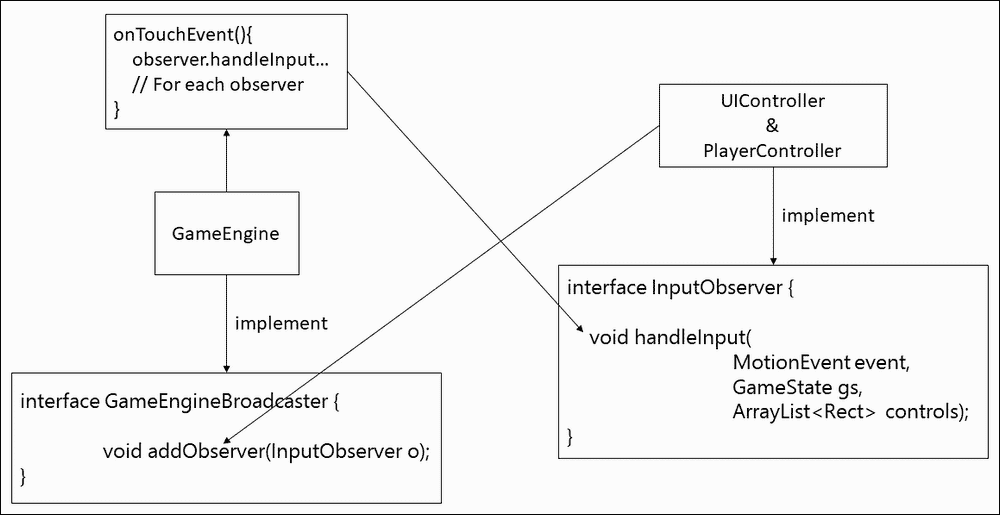 onTouchEvent(){
observer.handleInput...
// For each observer
}
UIController
&
PlayerController
GameEngine
implement
implement
interface InputObserver {
void handleInput(
MotionEvent event,
GameState gs,
ArrayList<Rect> controls);
}
interface GameEngineBroadcaster {
void addObserver(InputObserver o);
}